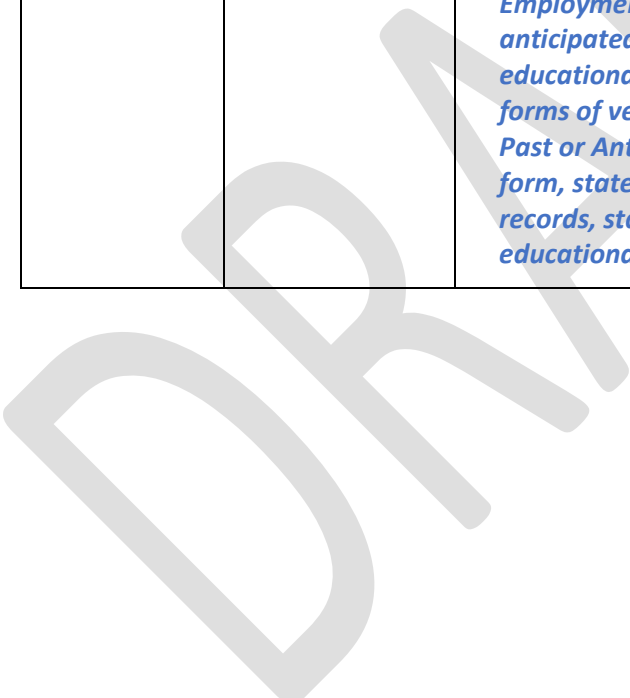 Employmen
anticipated
educationa
forms of ve
Past or Ant
form, state
records, sta
educationa
DRA